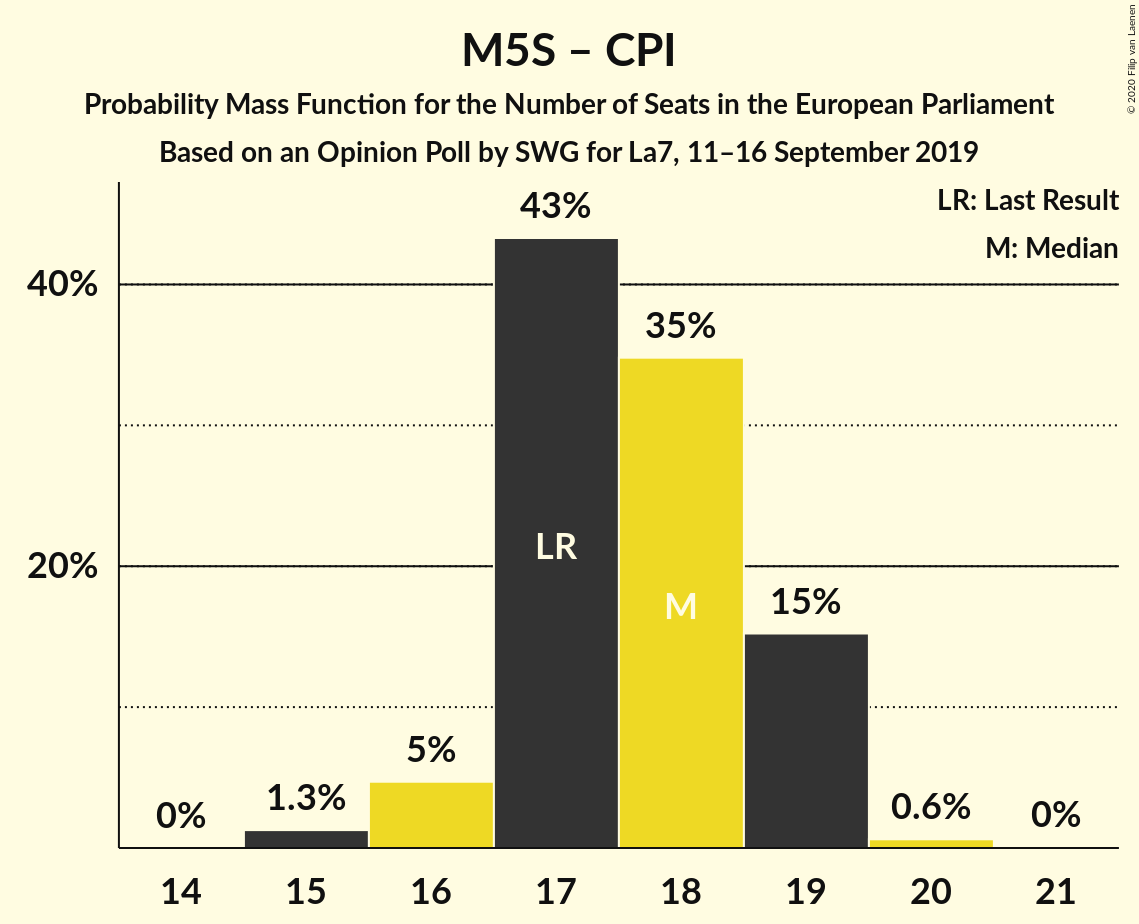 M5S – CPI
Probability Mass Function for the Number of Seats in the European Parliament
Based on an Opinion Poll by SWG for La7, 11–16 September 2019
© 2020 Filip van Laenen
LR: Last Result
M: Median
40%
20%
0%
1.3%
5%
43%
35%
15%
0.6%
0%
LR
M
14 15 16 17 18 19 20 21